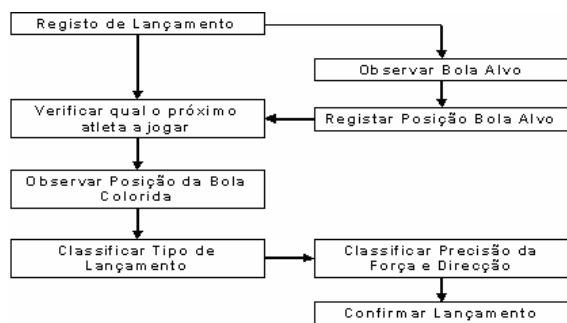 Registo de Lançamento
Observar Bola Alvo
Registar Posição Bola Alvo
Verificar qual o próximo
atleta a jogar
Observar Posição da Bola
Colorida
Classificar Tipo de
Lançamento
Classificar Precisão da
Força e Direcção
Confirmar Lançamento